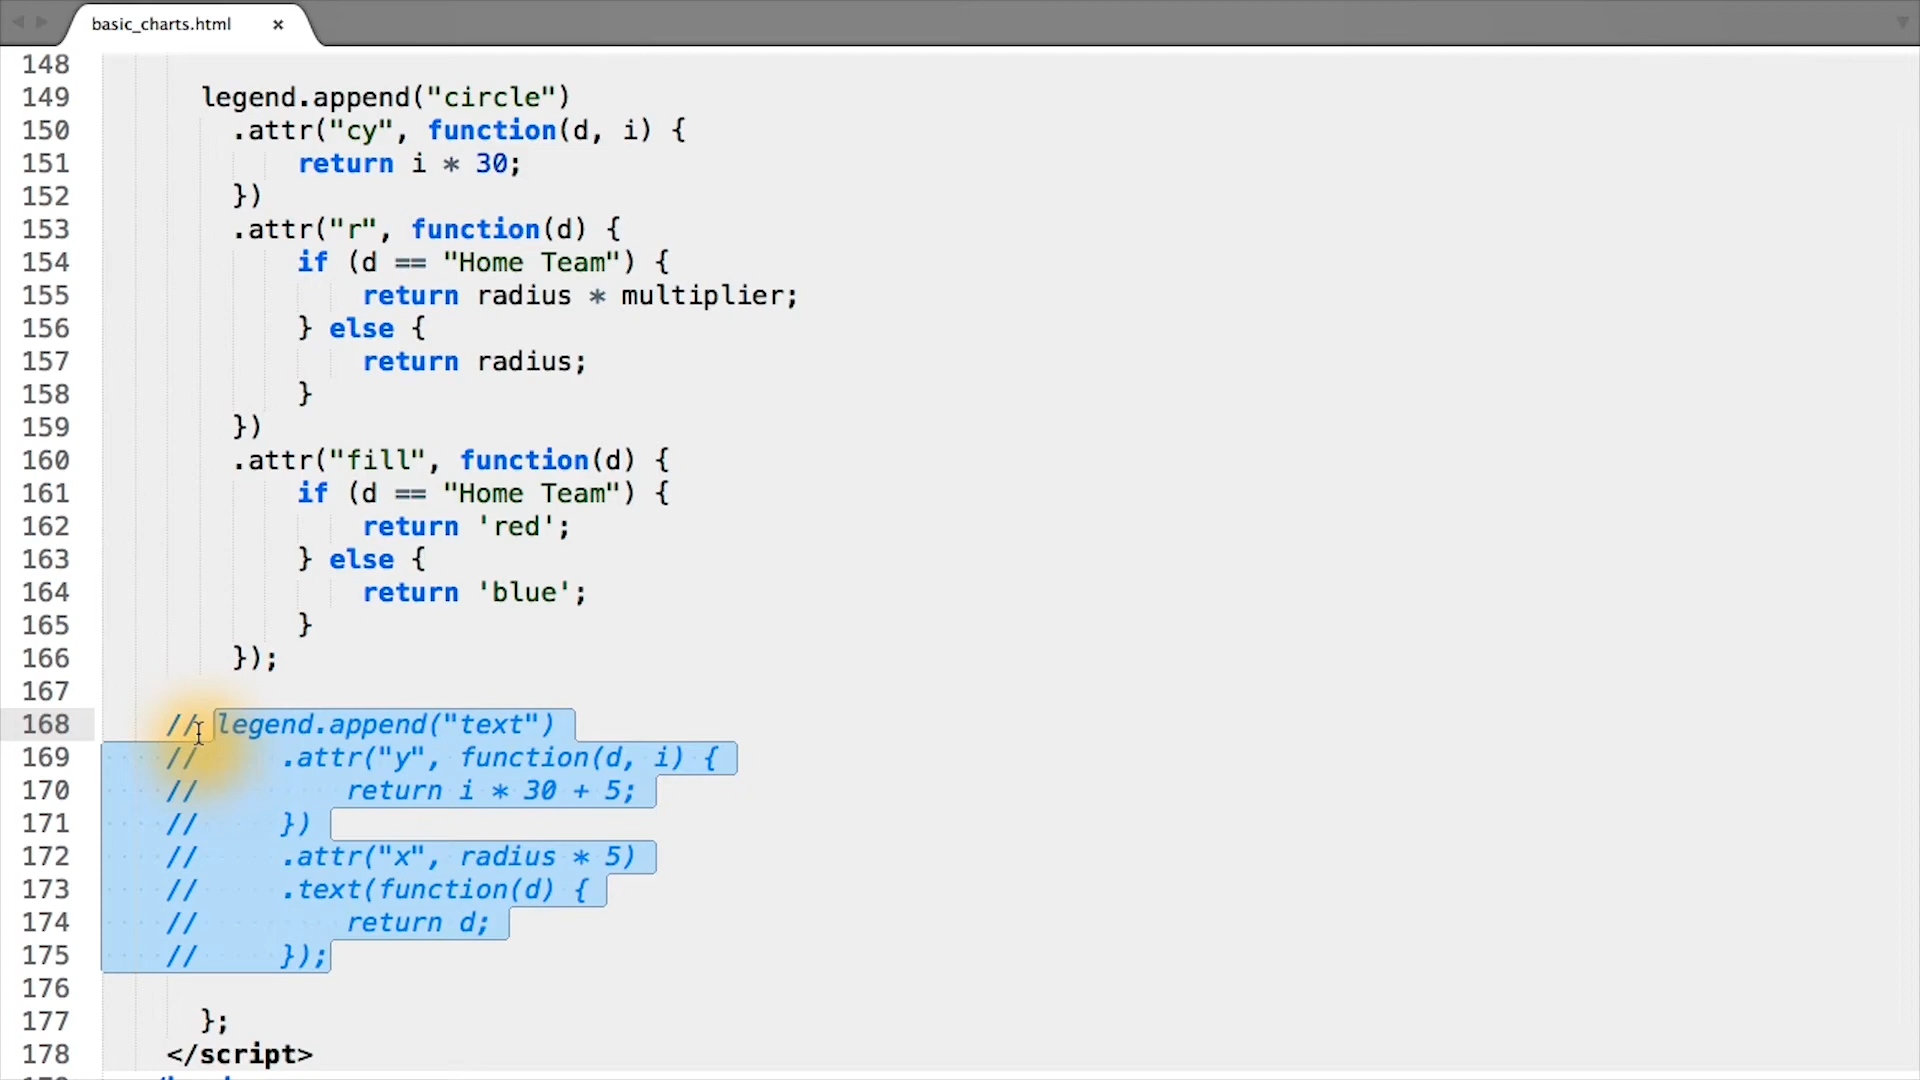 basic_charts.html ×
148
149 legend.append("circle")
150 .attr("cy", function(d, i) {
151 return i * 30;
152 })
153 .attr("r", function(d) {
154 if (d == "Home Team") {
155 return radius * multiplier;
156 } else {
157 return radius;
158 }
159 })
160 .attr("fill", function(d) {
161 if (d == "Home Team") {
162 return 'red';
163 } else {
164 return 'blue';
165 }
166 });
167
168 // legend.append("text")
169 // .attr("y", function(d, i) {
170 // return i * 30 + 5;
171 // })
172 // .attr("x", radius * 5)
173 // .text(function(d) {
174 // return d;
175 // });
176
177 };
178 </script>